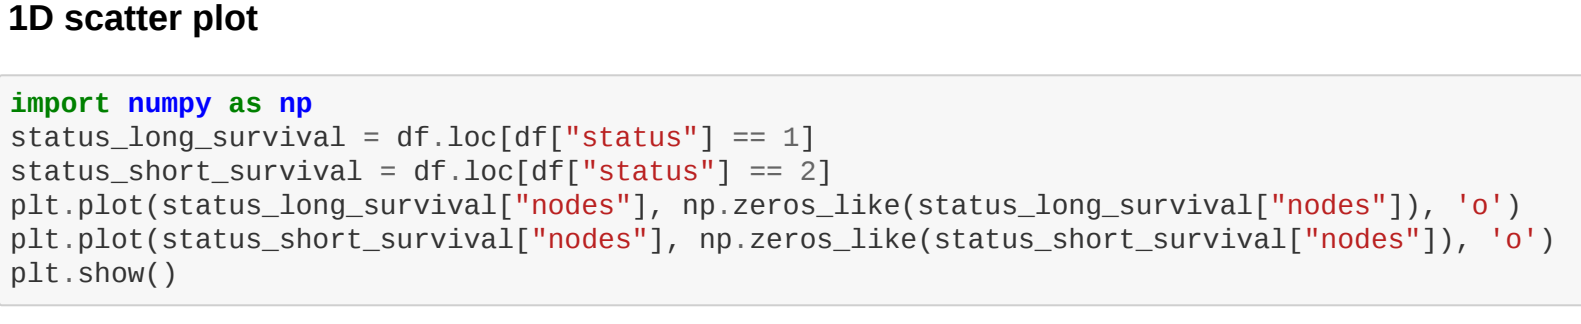 1D scatter plot
import numpy as np
status_long_survival = df.loc[df["status"] == 1]
status_short_survival = df.loc[df["status"] == 2]
plt.plot(status_long_survival["nodes"], np.zeros_like(status_long_survival["nodes"]), 'o')
plt.plot(status_short_survival["nodes"], np.zeros_like(status_short_survival["nodes"]), 'o')
plt.show()